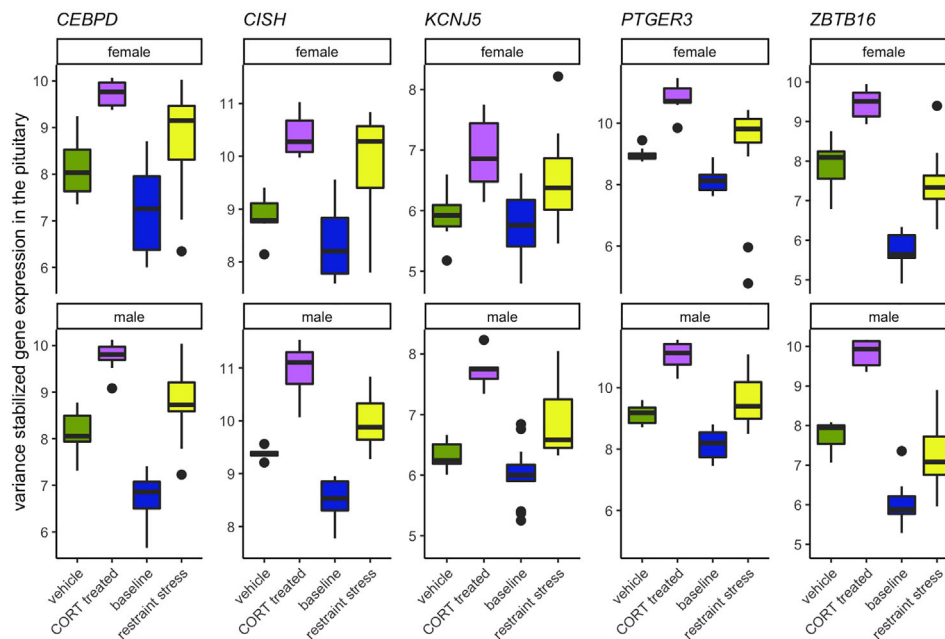 CEBPD CISH KCNJ5 PTGER3 ZBTB16
female female female female female
10 9 8 7 6
11 10 9 8
8 7 6 5
10 8 6
10 9 8 7 6 5
variance stabilized gene expression in the pituitary
male male male male male
10 9 8 7 6
11 10 9 8
8 7 6 5
10 8 6
10 9 8 7 6 5
vehicle CORT treated baseline restraint stress
vehicle CORT treated baseline restraint stress
vehicle CORT treated baseline restraint stress
vehicle CORT treated baseline restraint stress
vehicle CORT treated baseline restraint stress